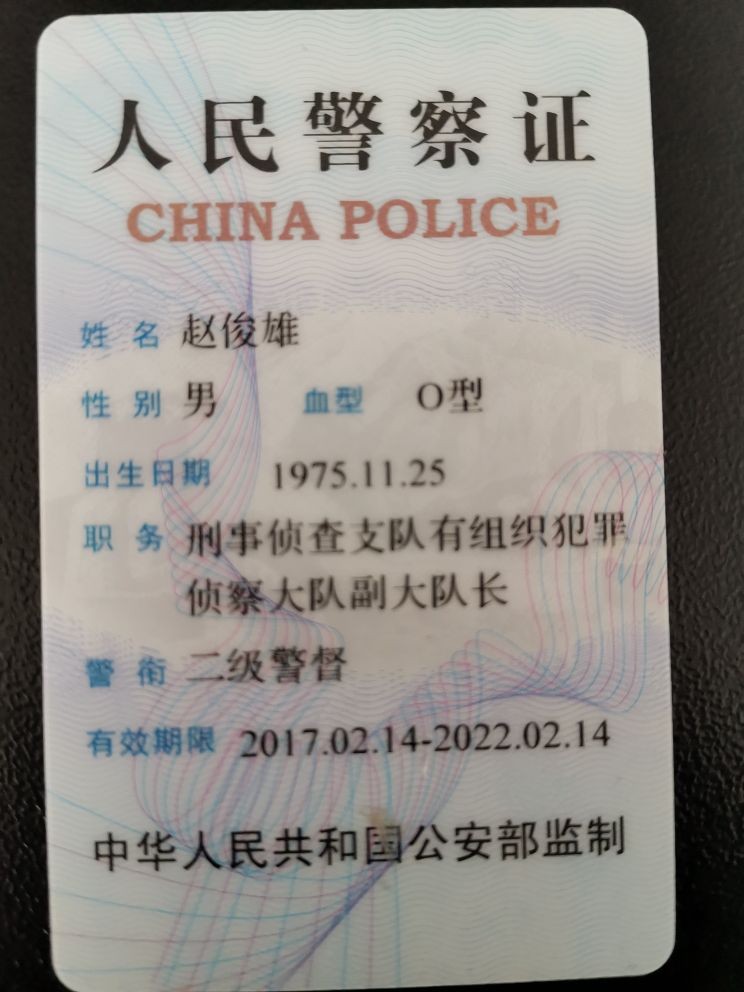 人民警察证
CHINA POLICE
姓 名 赵俊雄
性 别 男 血型 O型
出生日期 1975.11.25
职 务 刑事侦查支队有组织犯罪
侦察大队副大队长
警 衔 二级警督
有效期限 2017.02.14-2022.02.14
中华人民共和国公安部监制